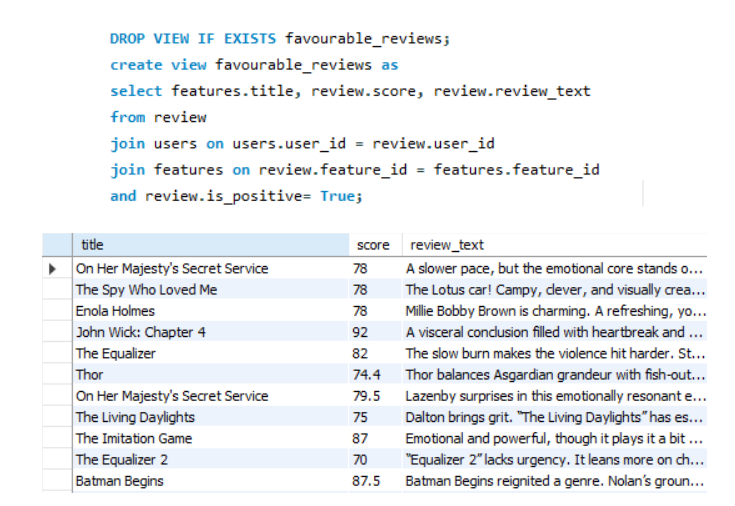 DROP VIEW IF EXISTS favourable_reviews;
create view favourable_reviews as
select features.title, review.score, review.review_text
from review
join users on users.user_id = review.user_id
join features on review.feature_id = features.feature_id
and review.is_positive= True;
title score review_text
On Her Majesty's Secret Service 78 A slower pace, but the emotional core stands o...
The Spy Who Loved Me 78 The Lotus car! Campy, clever, and visually crea...
Enola Holmes 78 Millie Bobby Brown is charming. A refreshing, yo...
John Wick: Chapter 4 92 A visceral conclusion filled with heartbreak and ...
The Equalizer 82 The slow burn makes the violence hit harder. St...
Thor 74.4 Thor balances Asgardian grandeur with fish-out...
On Her Majesty's Secret Service 79.5 Lazenby surprises in this emotionally resonant e...
The Living Daylights 75 Dalton brings grit. “The Living Daylights” has es...
The Imitation Game 87 Emotional and powerful, though it plays it a bit ...
The Equalizer 2 70 “Equalizer 2” lacks urgency. It leans more on ch...
Batman Begins 87.5 Batman Begins reignited a genre. Nolan’s groun...